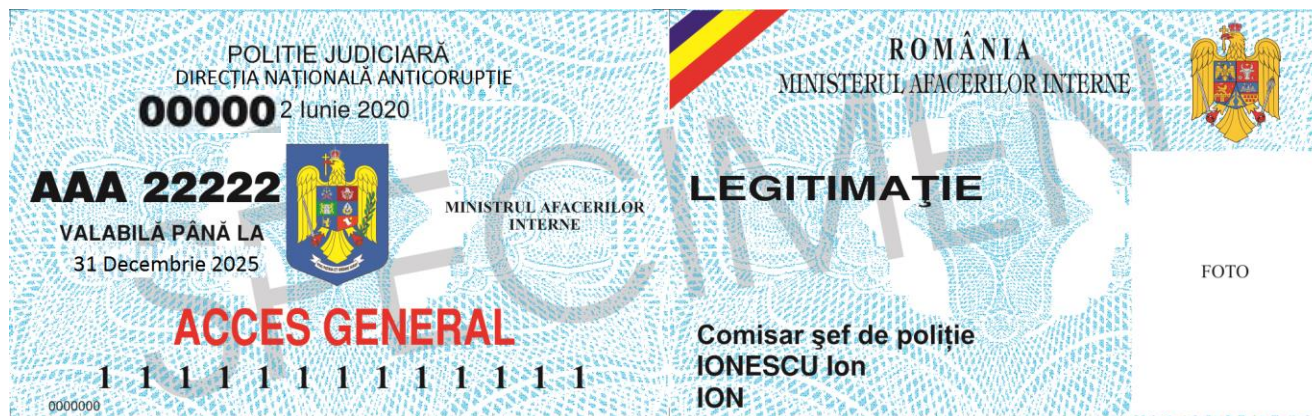 POLITIE JUDICIARĂ
DIRECȚIA NAȚIONALĂ ANTICORUPTIE
00000 2 Iunie 2020
AAA 22222
VALABILĂ PÂNĂ LA
31 Decembrie 2025
MINISTRUL AFACERILOR
INTERNE
ACCES GENERAL
1 1 1 1 1 1 1 1 1 1 1 1 1
0000000
ROMÂNIA
MINISTERUL AFACERILOR INTERNE
LEGITIMAŢIE
FOTO
Comisar şef de poliţie
IONESCU Ion
ION
SPECIMEN